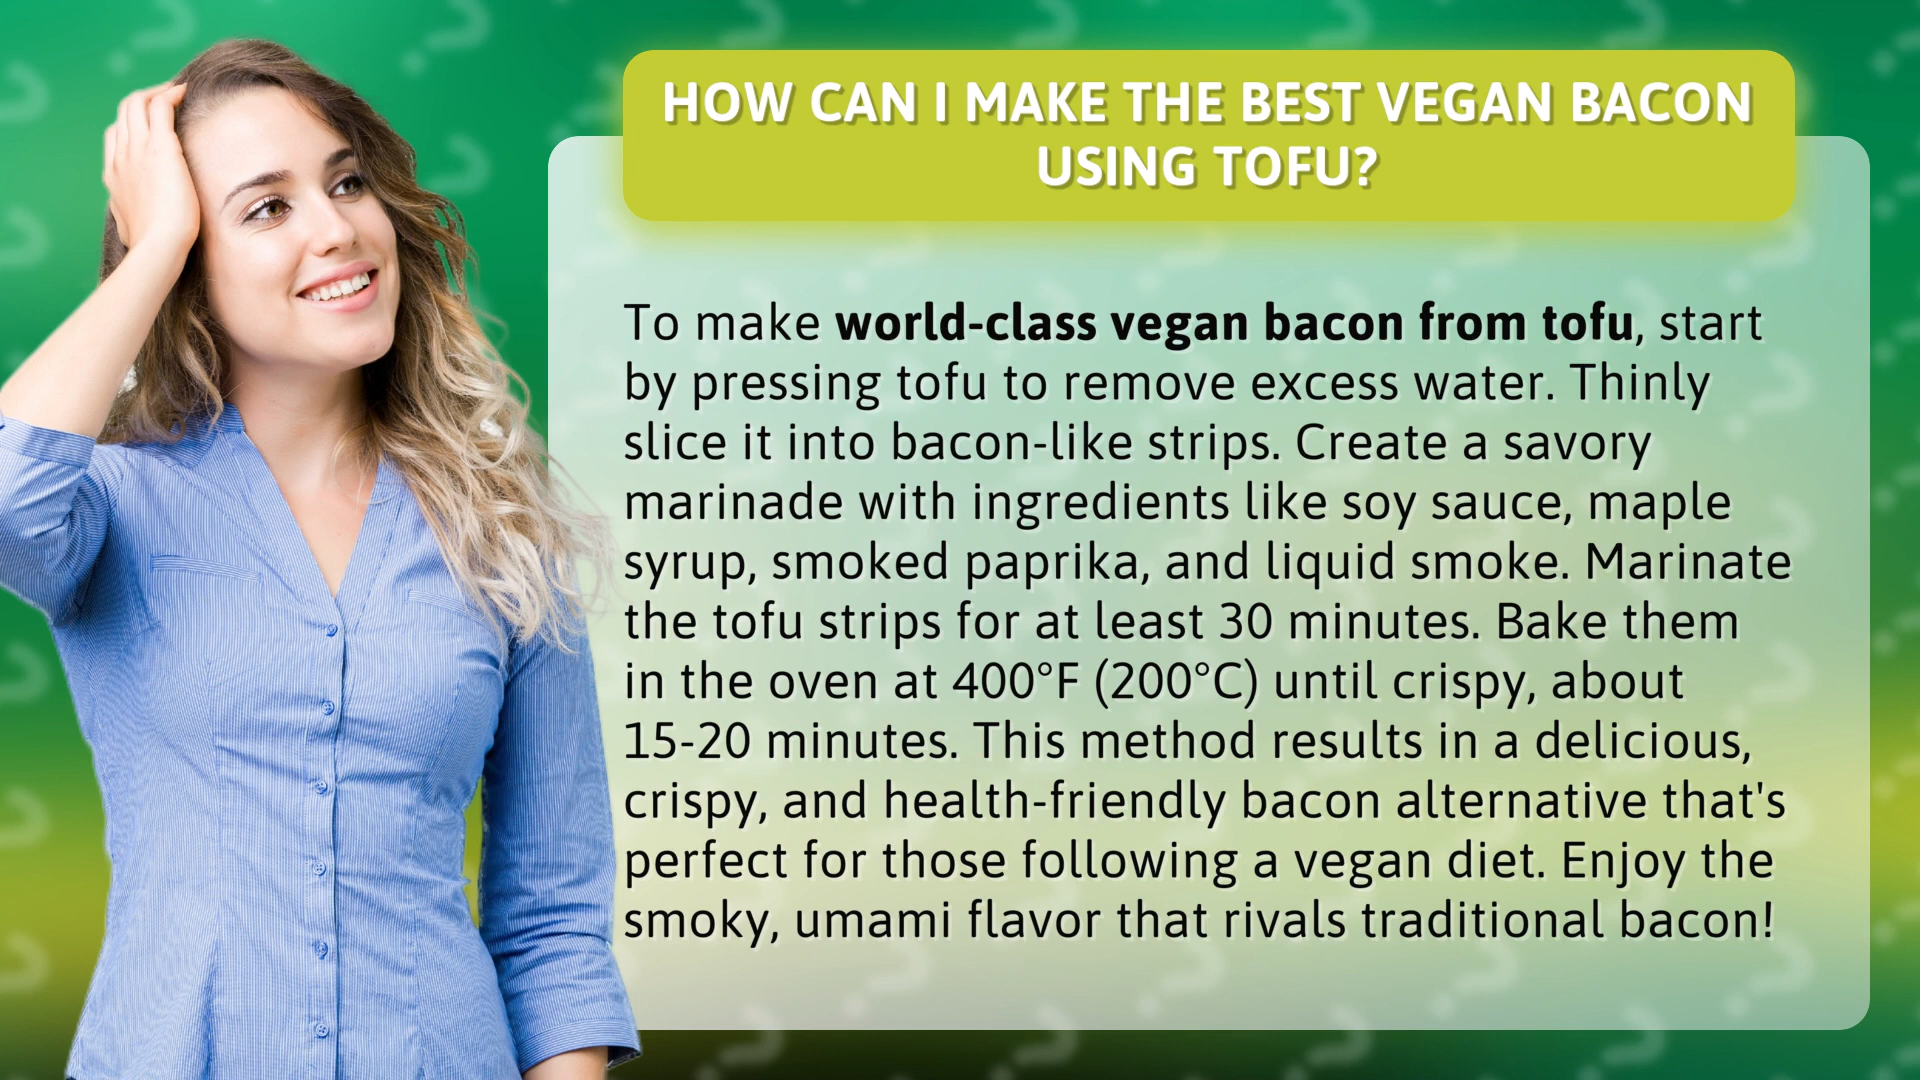 HOW CAN I MAKE THE BEST VEGAN BACON
USING TOFU?
To make world-class vegan bacon from tofu, start
by pressing tofu to remove excess water. Thinly
slice it into bacon-like strips. Create a savory
marinade with ingredients like soy sauce, maple
syrup, smoked paprika, and liquid smoke. Marinate
the tofu strips for at least 30 minutes. Bake them
in the oven at 400°F (200°C) until crispy, about
15-20 minutes. This method results in a delicious,
crispy, and health-friendly bacon alternative that's
perfect for those following a vegan diet. Enjoy the
smoky, umami flavor that rivals traditional bacon!